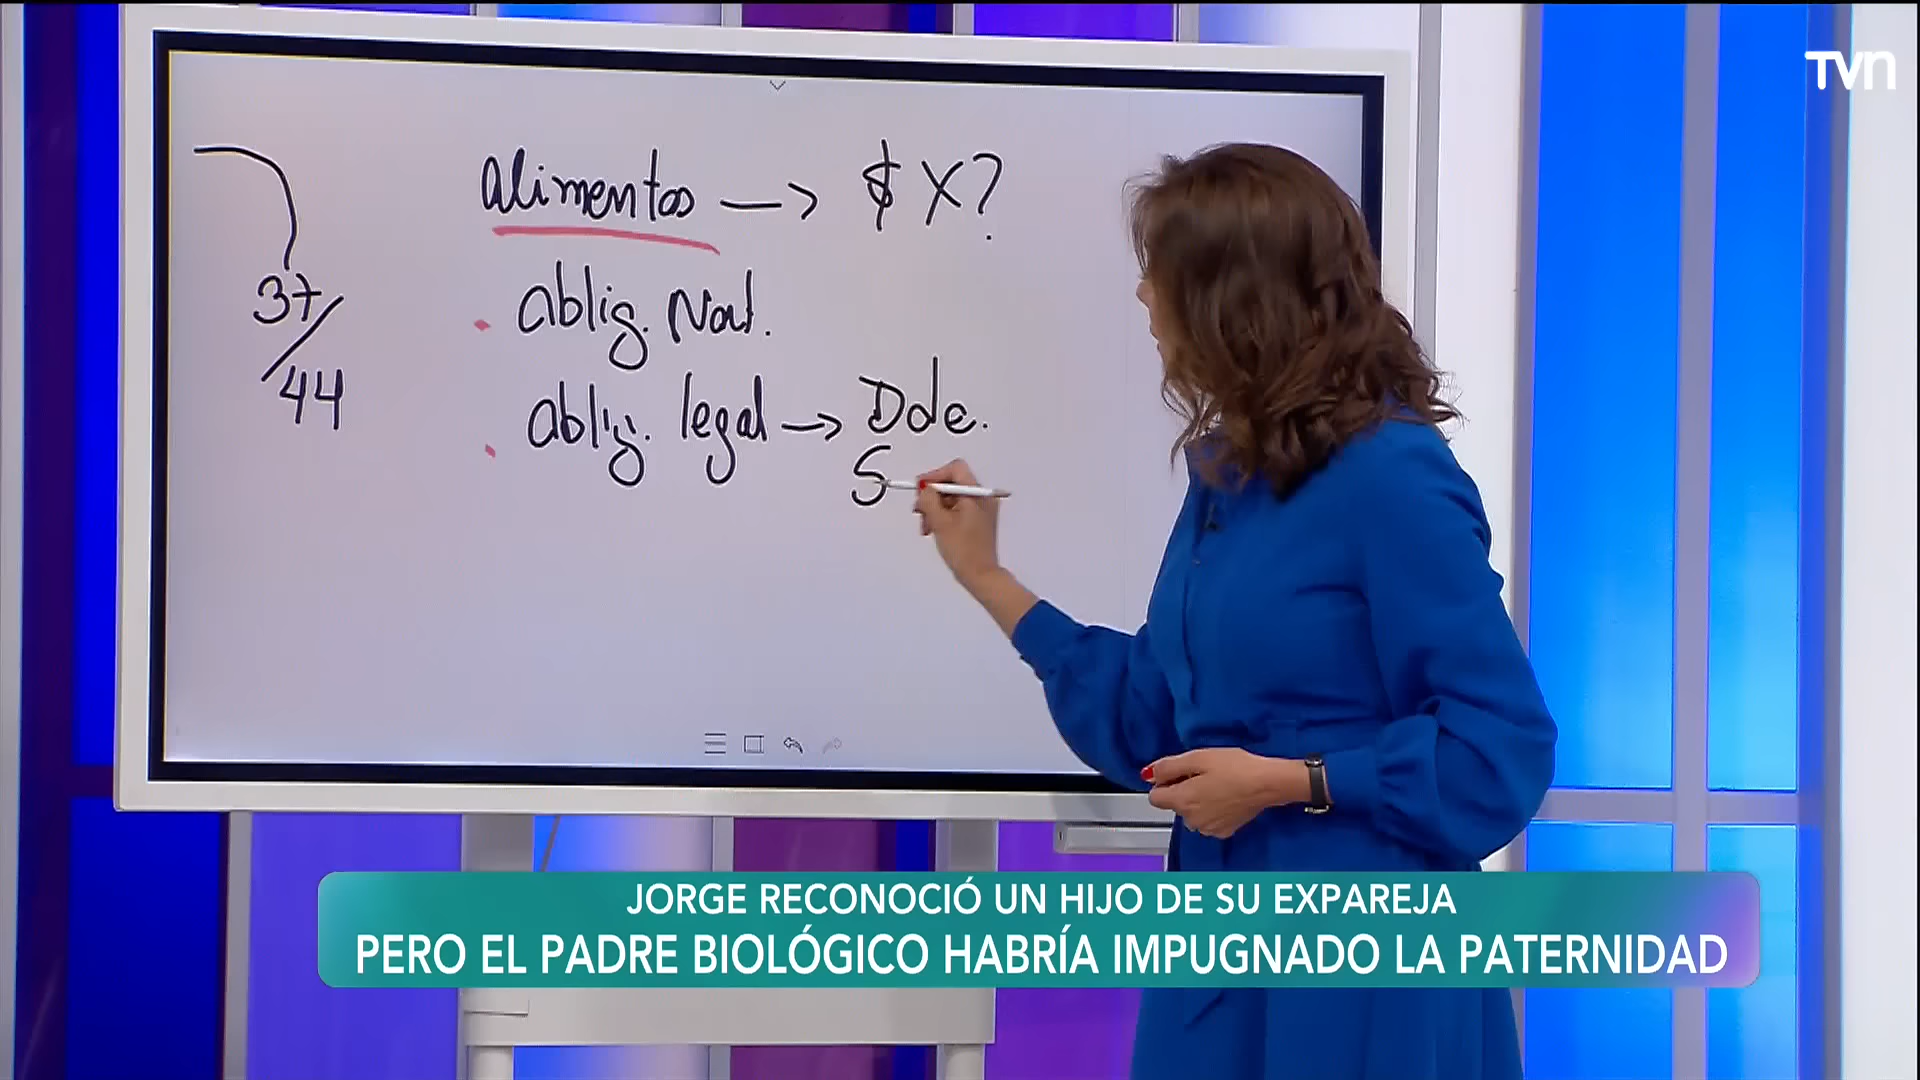 TVN
alimentos —> $ X?
37/44
• oblig. Nat.
• oblig. legal —> Dde.
S
JORGE RECONOCIÓ UN HIJO DE SU EXPAREJA
PERO EL PADRE BIOLÓGICO HABRÍA IMPUGNADO LA PATERNIDAD